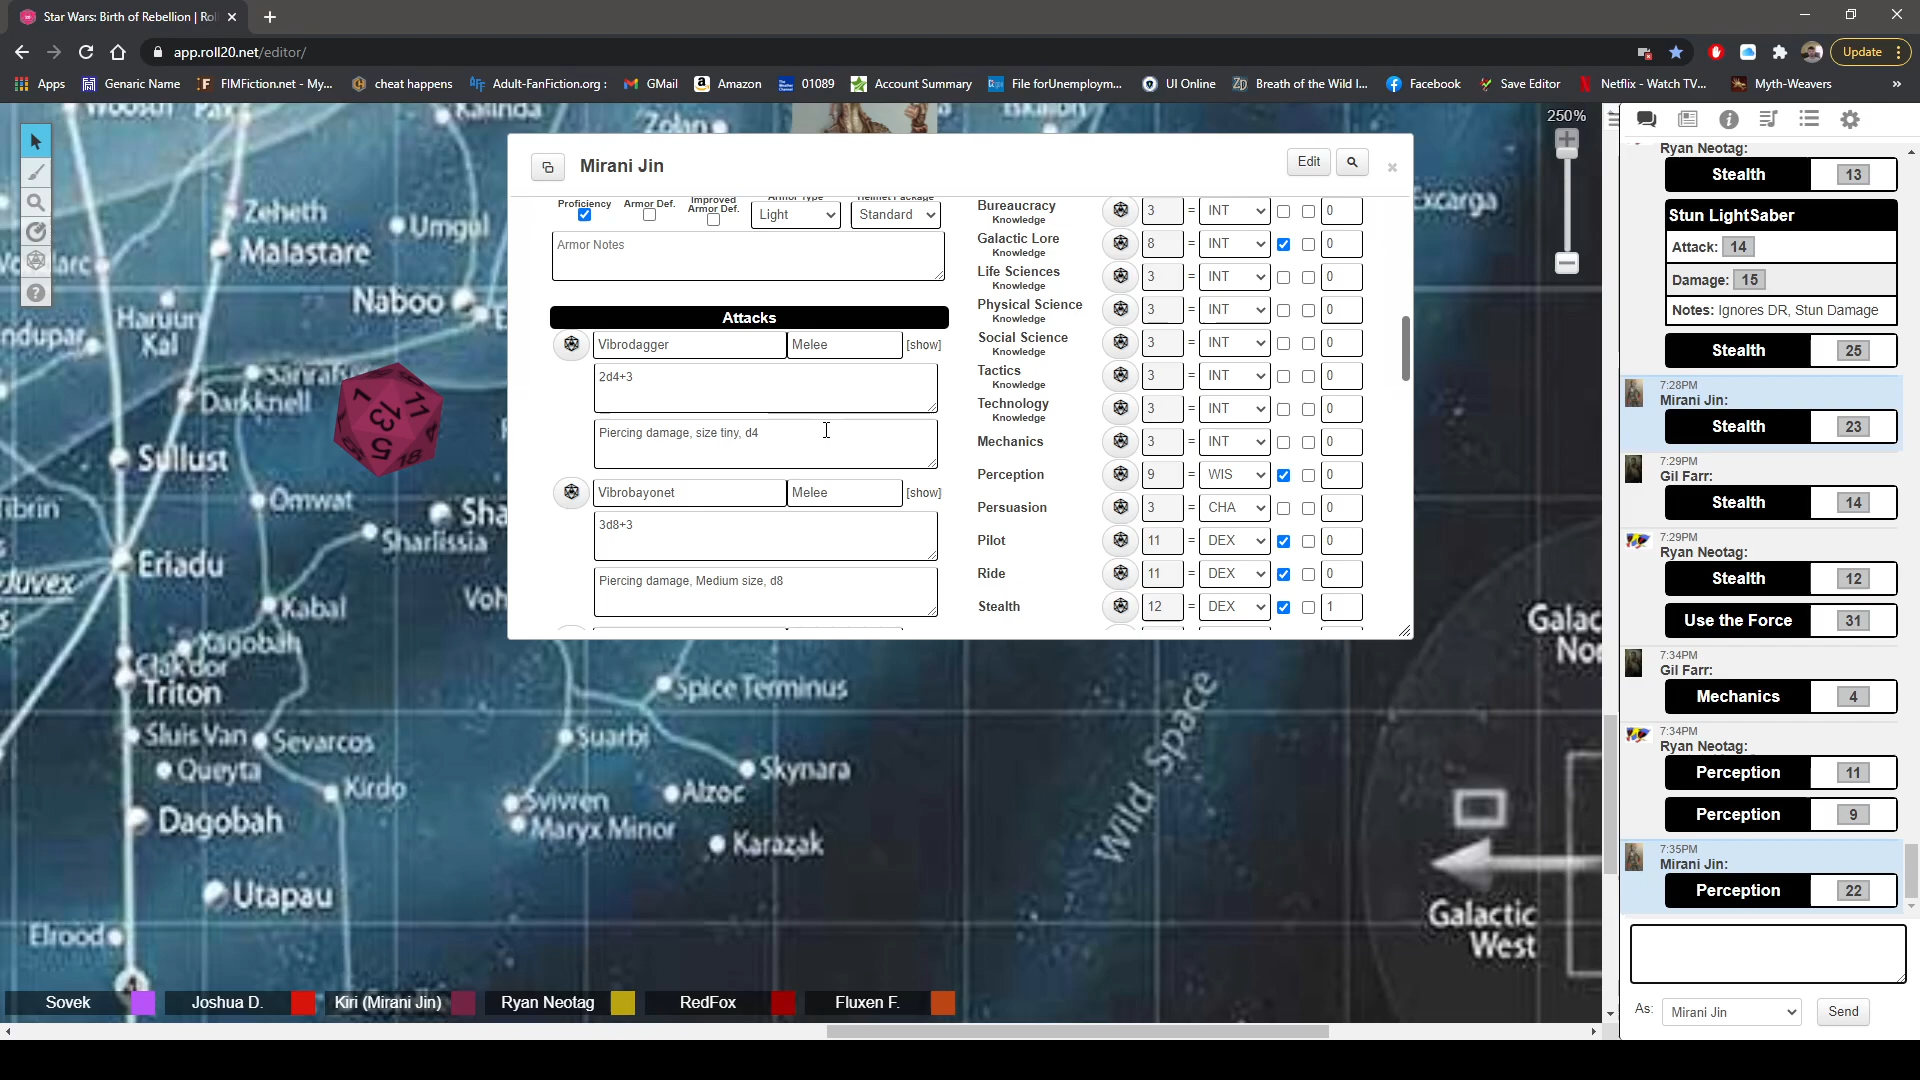 Star Wars: Birth of Rebellion | Rol
app.roll20.net/editor/
Update
Apps
Genaric Name
FIMFiction.net - My...
cheat happens
Adult-FanFiction.org :
GMail
Amazon
01089
Account Summary
File forUnemploym...
UI Online
Breath of the Wild I...
Facebook
Save Editor
Netflix - Watch TV...
Myth-Weavers
»
250%
Kalinda
Zolan
Iskalion
Zeheth
Umgul
Malastare
Naboo
Haruun
Kal
Darkknell
Sullust
Omwat
Sharlissia
Eriadu
Kabal
Xagobah
Clak'dor
Triton
Sluis Van
Sevarcos
Queyta
Kirdo
Dagobah
Utapau
Elrood
Spice Terminus
Suarbi
Skynara
Svivren
Alzoc
Maryx Minor
Karazak
Wild Space
Excarga
Galactic
West
Mirani Jin
Edit
Proficiency
Armor Def.
Improved
Armor Def.
Armor Type
Helmet Package
Light
Standard
Armor Notes
Attacks
Vibrodagger
Melee
[show]
2d4+3
Piercing damage, size tiny, d4
Vibrobayonet
Melee
[show]
3d8+3
Piercing damage, Medium size, d8
Bureaucracy
Knowledge
3 = INT 0
Galactic Lore
Knowledge
8 = INT 0
Life Sciences
Knowledge
3 = INT 0
Physical Science
Knowledge
3 = INT 0
Social Science
Knowledge
3 = INT 0
Tactics
Knowledge
3 = INT 0
Technology
Knowledge
3 = INT 0
Mechanics 3 = INT 0
Perception 9 = WIS 0
Persuasion 3 = CHA 0
Pilot 11 = DEX 0
Ride 11 = DEX 0
Stealth 12 = DEX 1
Ryan Neotag:
Stealth 13
Stun LightSaber
Attack: 14
Damage: 15
Notes: Ignores DR, Stun Damage
Stealth 25
7:28PM
Mirani Jin:
Stealth 23
7:29PM
Gil Farr:
Stealth 14
7:29PM
Ryan Neotag:
Stealth 12
Use the Force 31
7:34PM
Gil Farr:
Mechanics 4
7:34PM
Ryan Neotag:
Perception 11
Perception 9
7:35PM
Mirani Jin:
Perception 22
As: Mirani Jin
Send
Sovek
Joshua D.
Kiri (Mirani Jin)
Ryan Neotag
RedFox
Fluxen F.